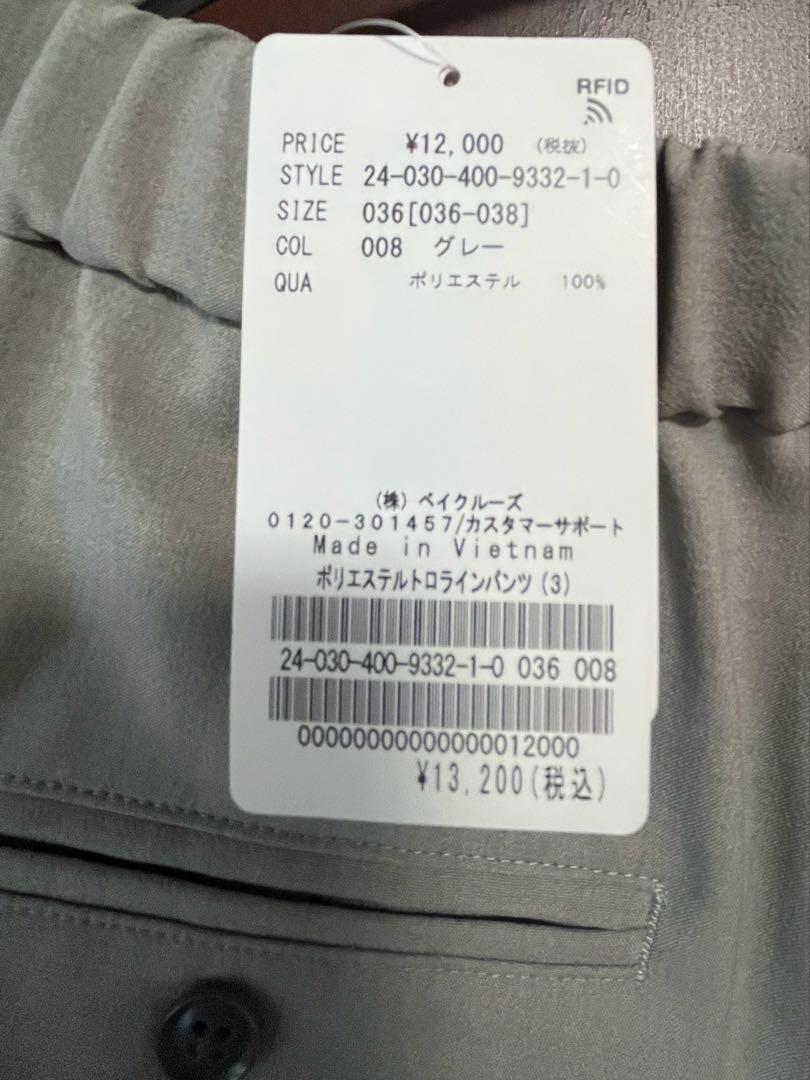 RFID
PRICE ¥12,000 (税抜)
STYLE 24-030-400-9332-1-0
SIZE 036[036-038]
COL 008 グレー
QUA ポリエステル 100%
(株) ベイクルーズ
0120-301457/カスタマーサポート
Made in Vietnam
ポリエステルトロラインパンツ(3)
24-030-400-9332-1-0 036 008
00000000000000012000
¥13,200(税込)